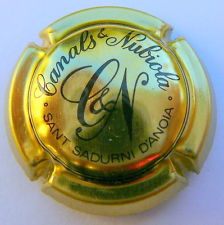 Canals & Nubiola
C&N
· SANT SADURNI D'ANOIA ·